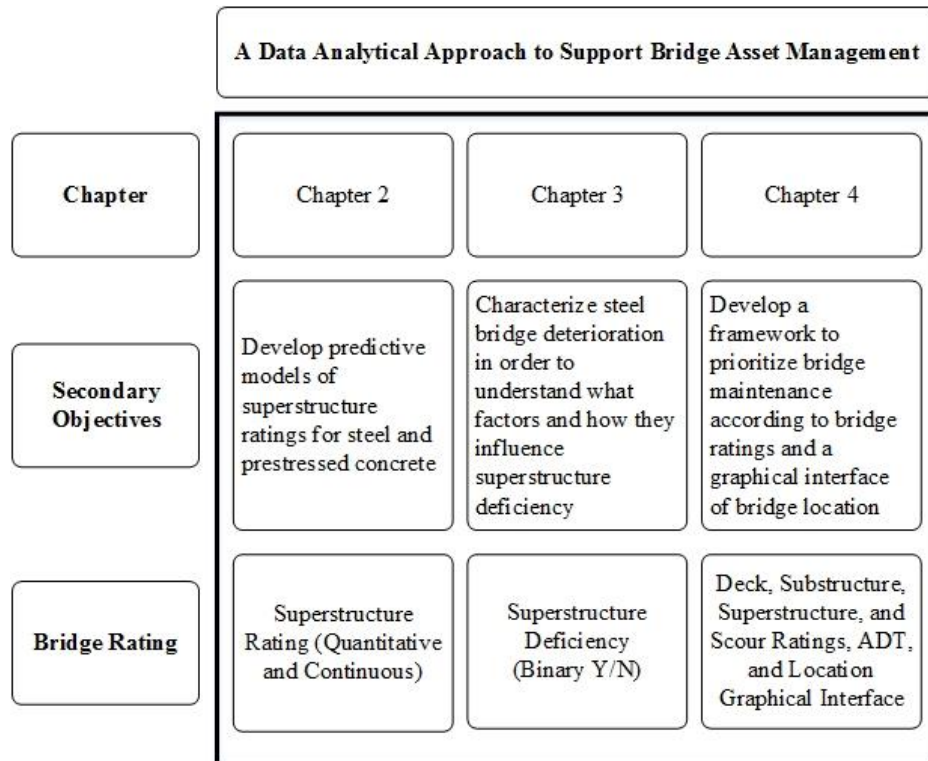 A Data Analytical Approach to Support Bridge Asset Management
Chapter
Chapter 2
Chapter 3
Chapter 4
Secondary
Objectives
Develop predictive
models of
superstructure
ratings for steel and
prestressed concrete
Characterize steel
bridge deterioration
in order to
understand what
factors and how they
influence
superstructure
deficiency
Develop a
framework to
prioritize bridge
maintenance
according to bridge
ratings and a
graphical interface
of bridge location
Bridge Rating
Superstructure
Rating (Quantitative
and Continuous)
Superstructure
Deficiency
(Binary Y/N)
Deck, Substructure,
Superstructure, and
Scour Ratings, ADT,
and Location
Graphical Interface